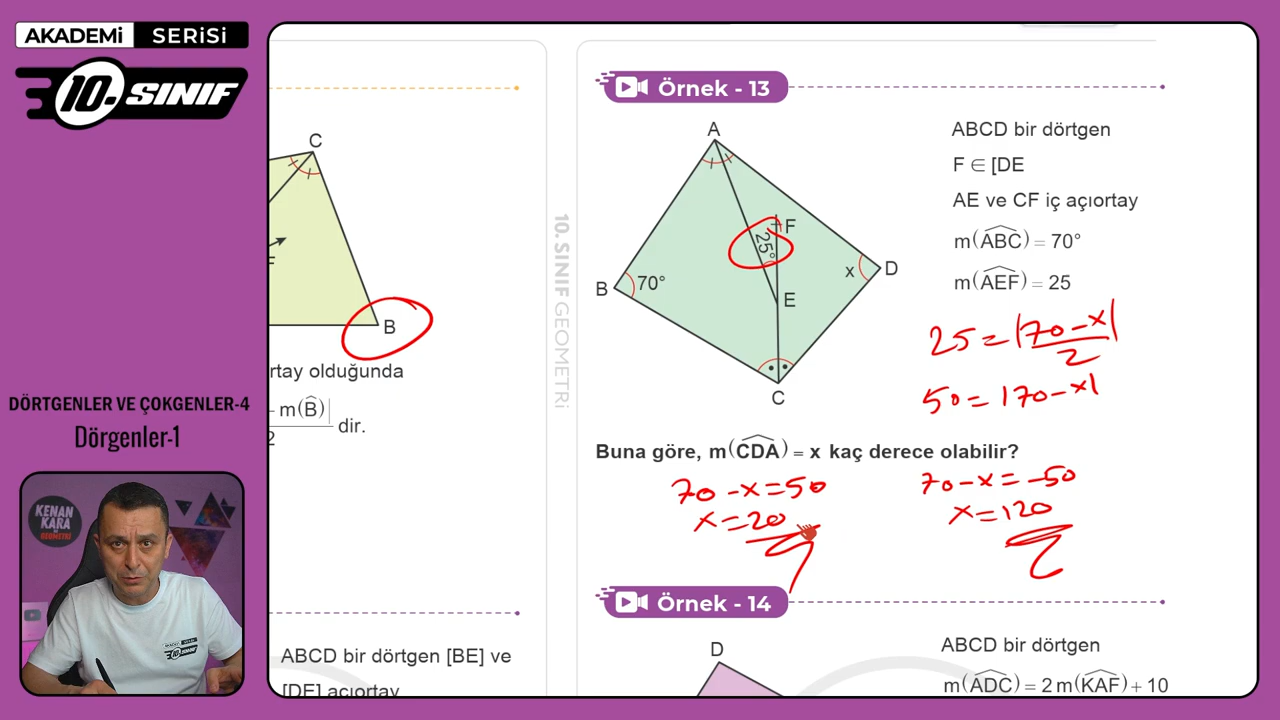 AKADEMİ SERİSİ
10. SINIF
DÖRTGENLER VE ÇOKGENLER-4
Dörgenler-1
KENAN
KARA
ile
GEOMETRİ
C
F
B
rtay olduğunda
- m(B)|
2
dir.
ABCD bir dörtgen [BE] ve
[DE] açıortay
10. SINIF GEOMETRİ
Örnek - 13
A
B
70°
25°
F
E
x
D
C
ABCD bir dörtgen
F ∈ [DE
AE ve CF iç açıortay
m(ABC) = 70°
m(AEF) = 25
25 = |70 - x|
2
50 = |70 - x|
Buna göre, m(CDA) = x kaç derece olabilir?
70 - x = 50
x = 20
70 - x = -50
x = 120
Örnek - 14
D
ABCD bir dörtgen
m(ADC) = 2 m(KAF) + 10